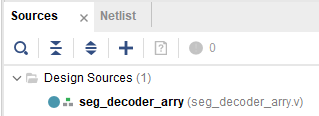 Sources Netlist
0
Design Sources (1)
seg_decoder_arry (seg_decoder_arry.v)